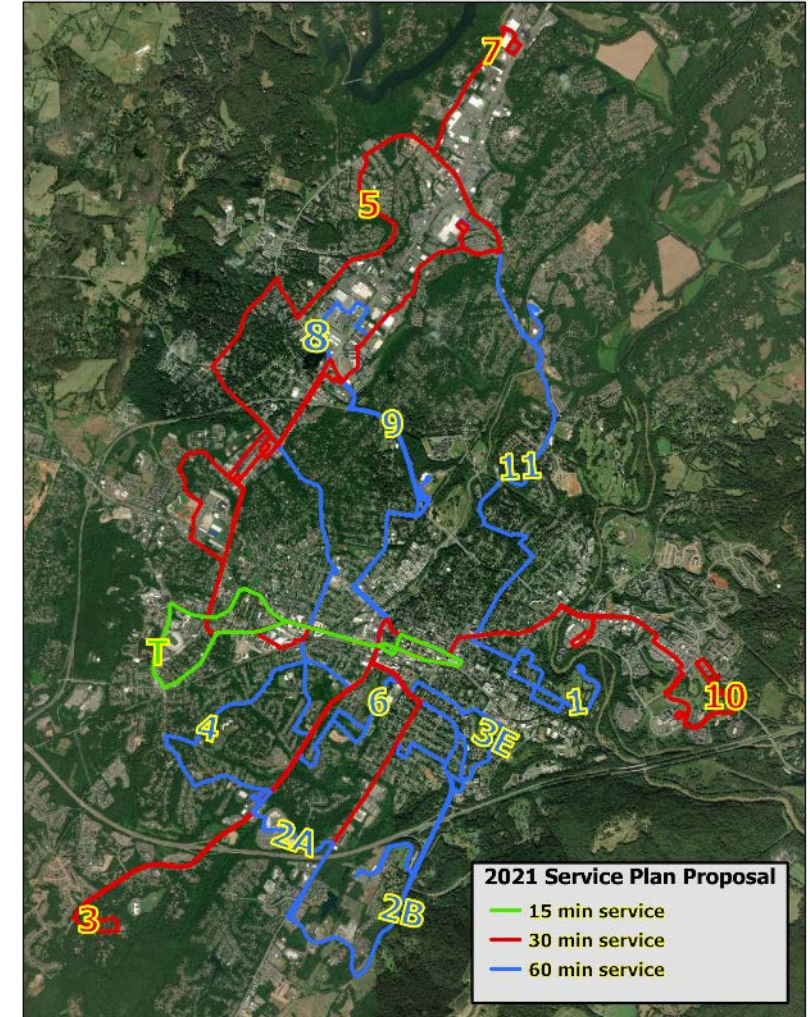 7
5
8
9
11
T
10
6
1
4
3E
2A
2B
3
2021 Service Plan Proposal
15 min service
30 min service
60 min service